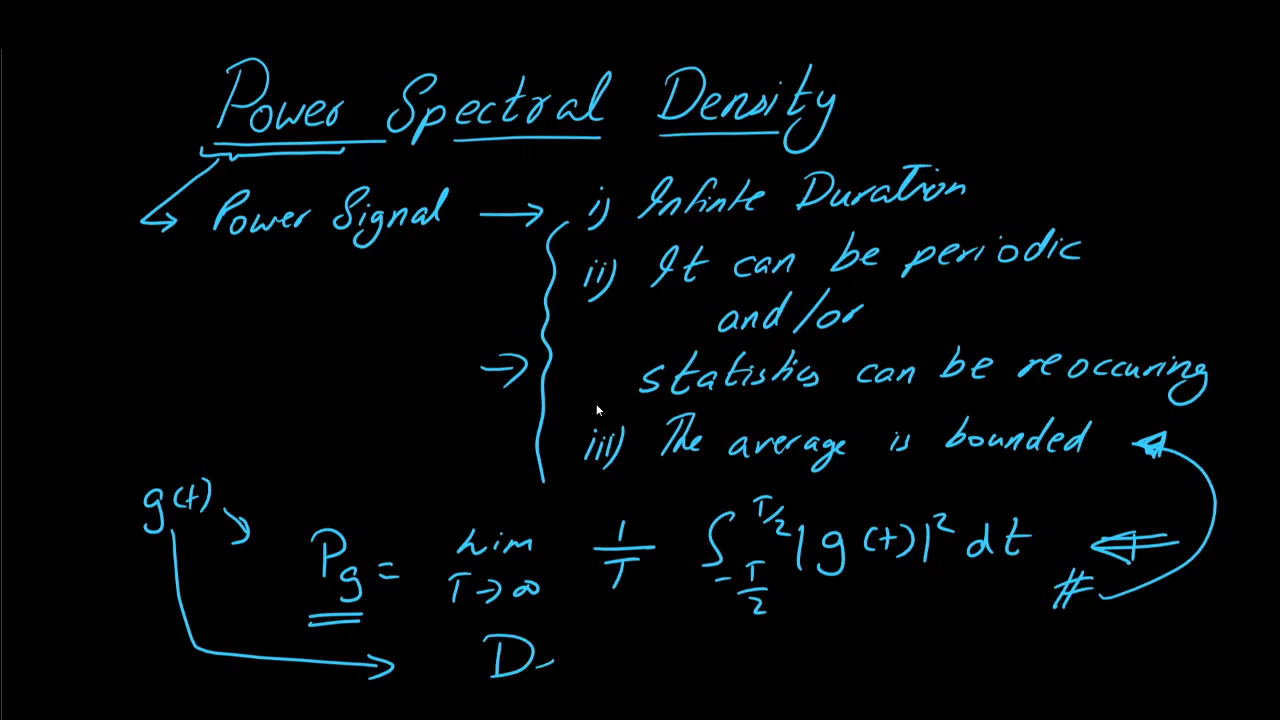 Power Spectral Density
Power Signal → i) Infinite Duration
ii) It can be periodic
and/or
statistics can be reoccuring
iii) The average is bounded
g(t)
Pg = Lim T→∞ 1/T ∫_{-T/2}^{T/2} |g(t)|² dt
#
D